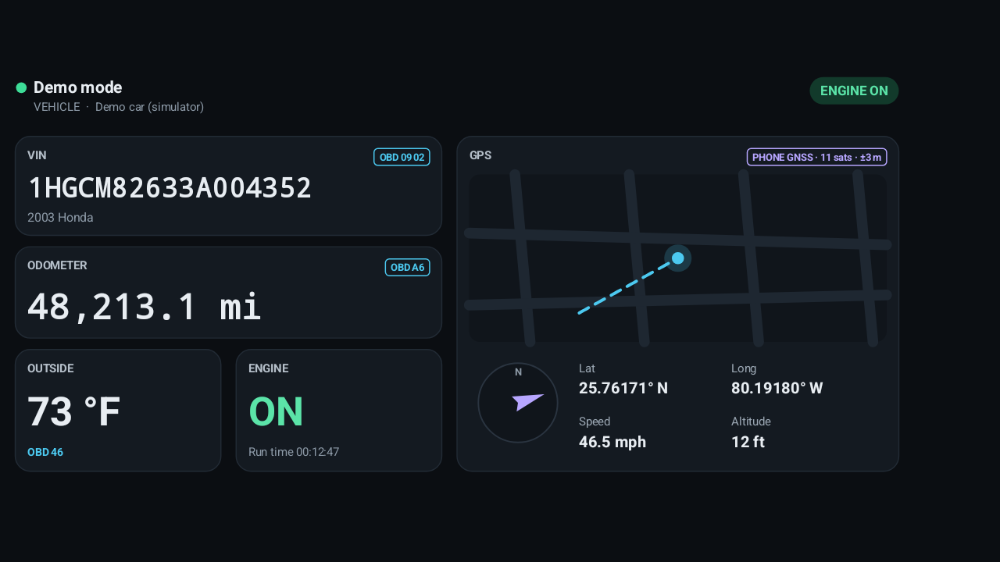 Demo mode
VEHICLE · Demo car (simulator)
ENGINE ON
VIN
OBD 09 02
1HGCM82633A004352
2003 Honda
ODOMETER
OBD A6
48,213.1 mi
OUTSIDE
73 °F
OBD 46
ENGINE
ON
Run time 00:12:47
GPS
PHONE GNSS · 11 sats · ±3 m
N
Lat
25.76171° N
Long
80.19180° W
Speed
46.5 mph
Altitude
12 ft